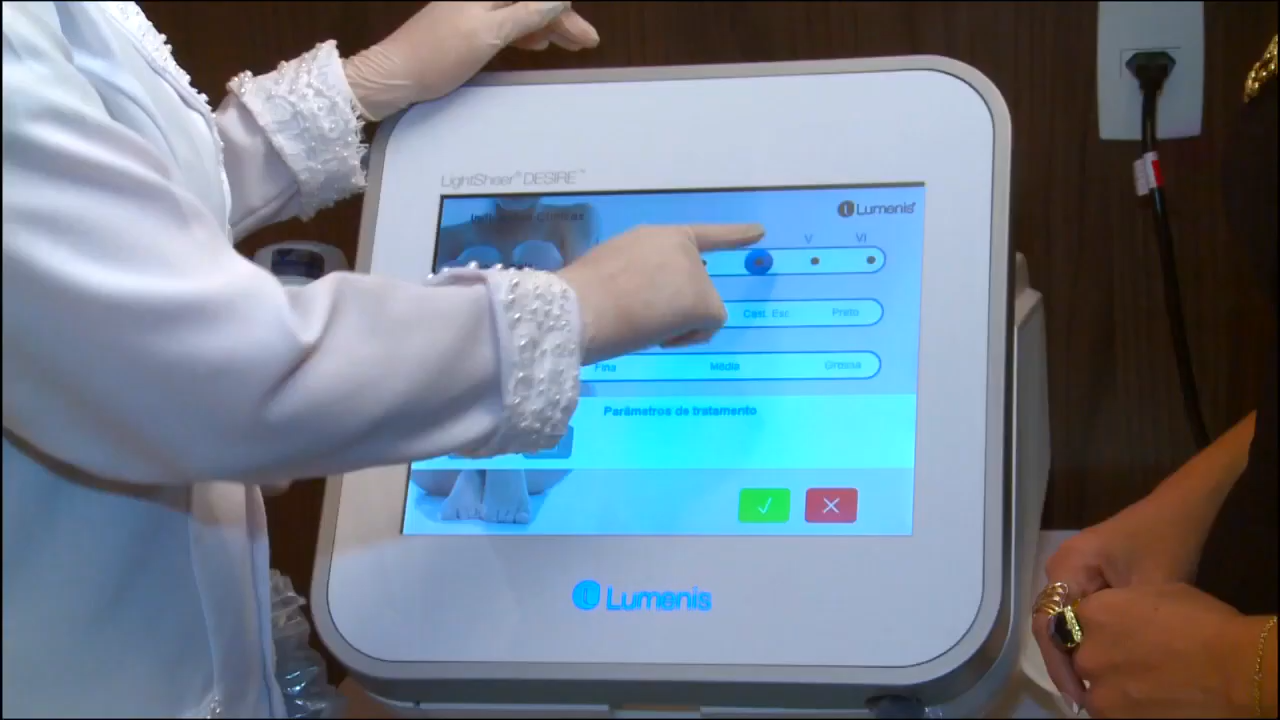 LightSheer® DESIRE™
Lumenis
V VI
Cast. Esc. Preto
Fina Média Grossa
Parâmetros de tratamento
Lumenis